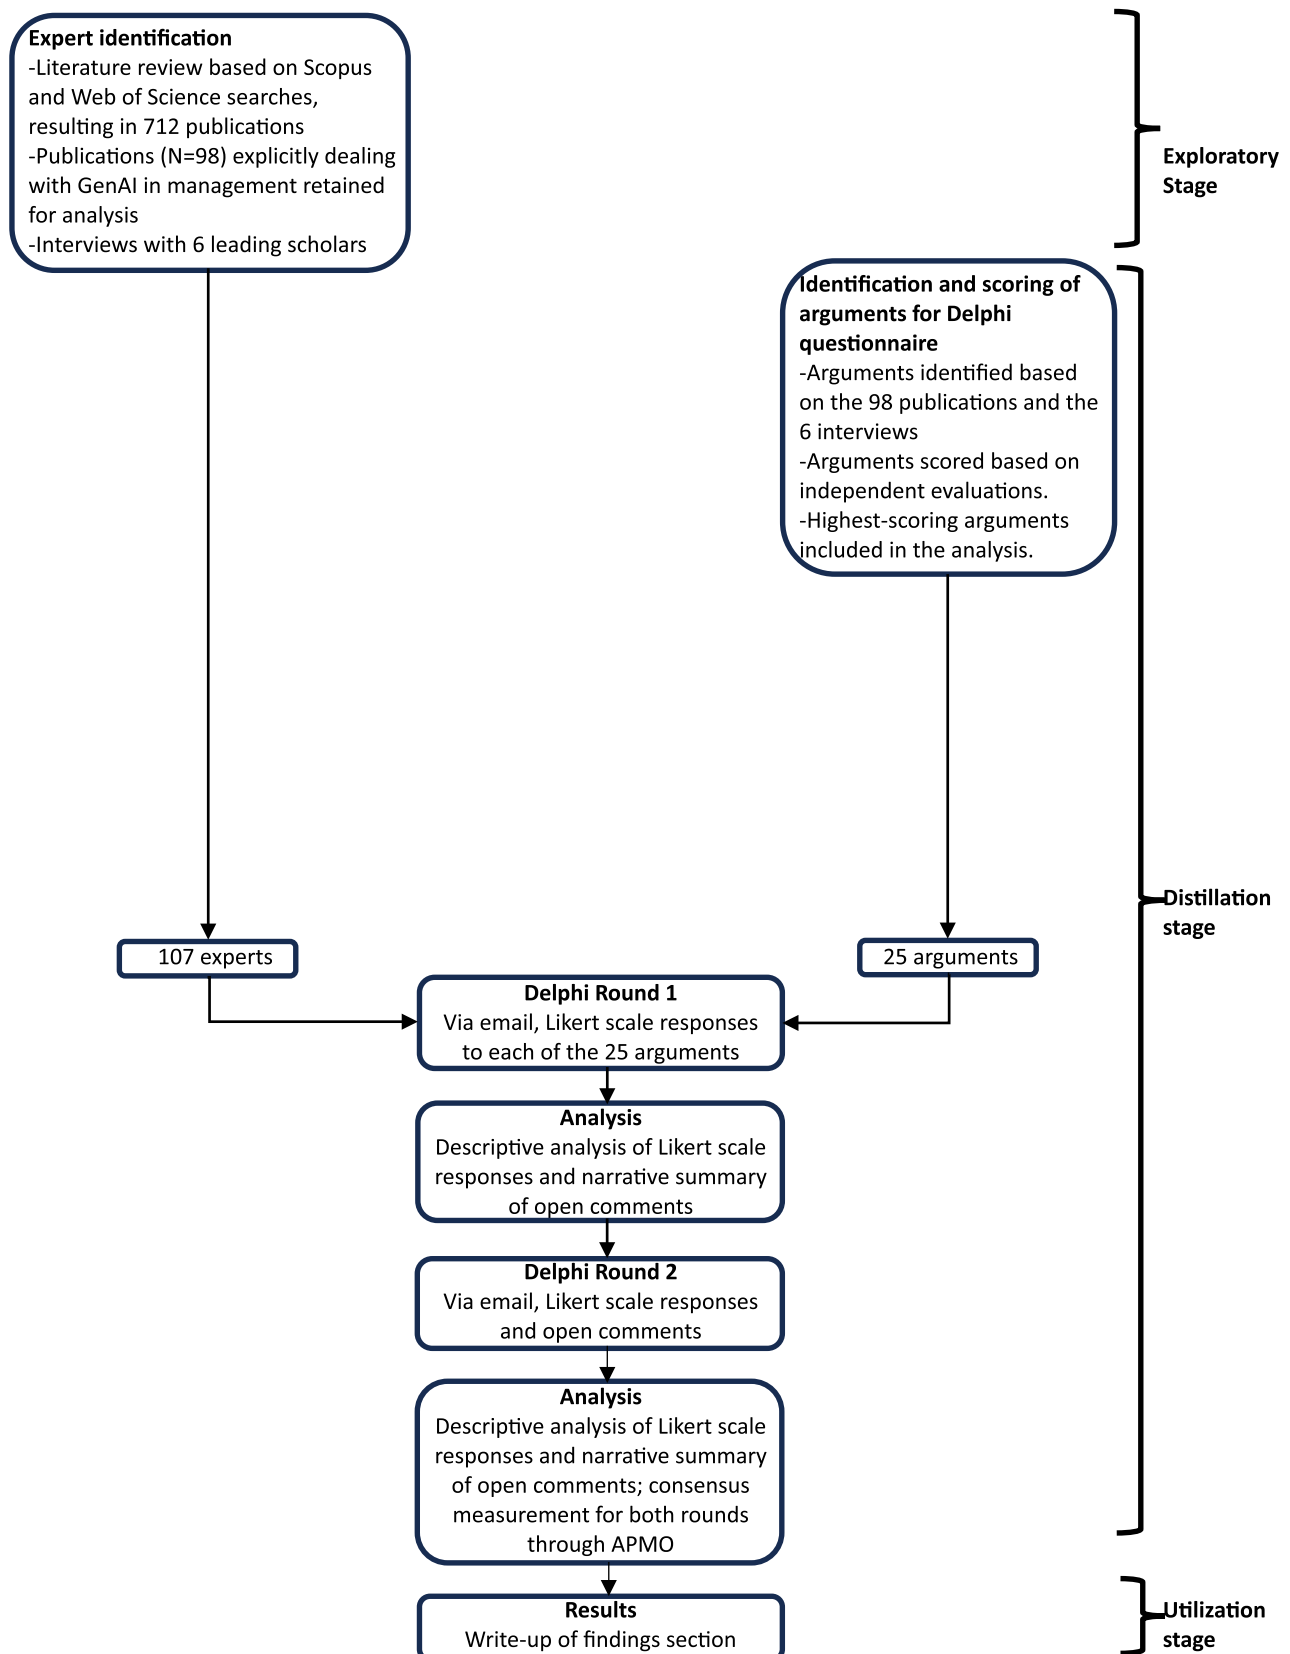 Expert identification
-Literature review based on Scopus
and Web of Science searches,
resulting in 712 publications
-Publications (N=98) explicitly dealing
with GenAI in management retained
for analysis
-Interviews with 6 leading scholars
Exploratory
Stage
Identification and scoring of
arguments for Delphi
questionnaire
-Arguments identified based
on the 98 publications and the
6 interviews
-Arguments scored based on
independent evaluations.
-Highest-scoring arguments
included in the analysis.
Distillation
stage
107 experts
25 arguments
Delphi Round 1
Via email, Likert scale responses
to each of the 25 arguments
Analysis
Descriptive analysis of Likert scale
responses and narrative summary
of open comments
Delphi Round 2
Via email, Likert scale responses
and open comments
Analysis
Descriptive analysis of Likert scale
responses and narrative summary
of open comments; consensus
measurement for both rounds
through APMO
Results
Write-up of findings section
Utilization
stage